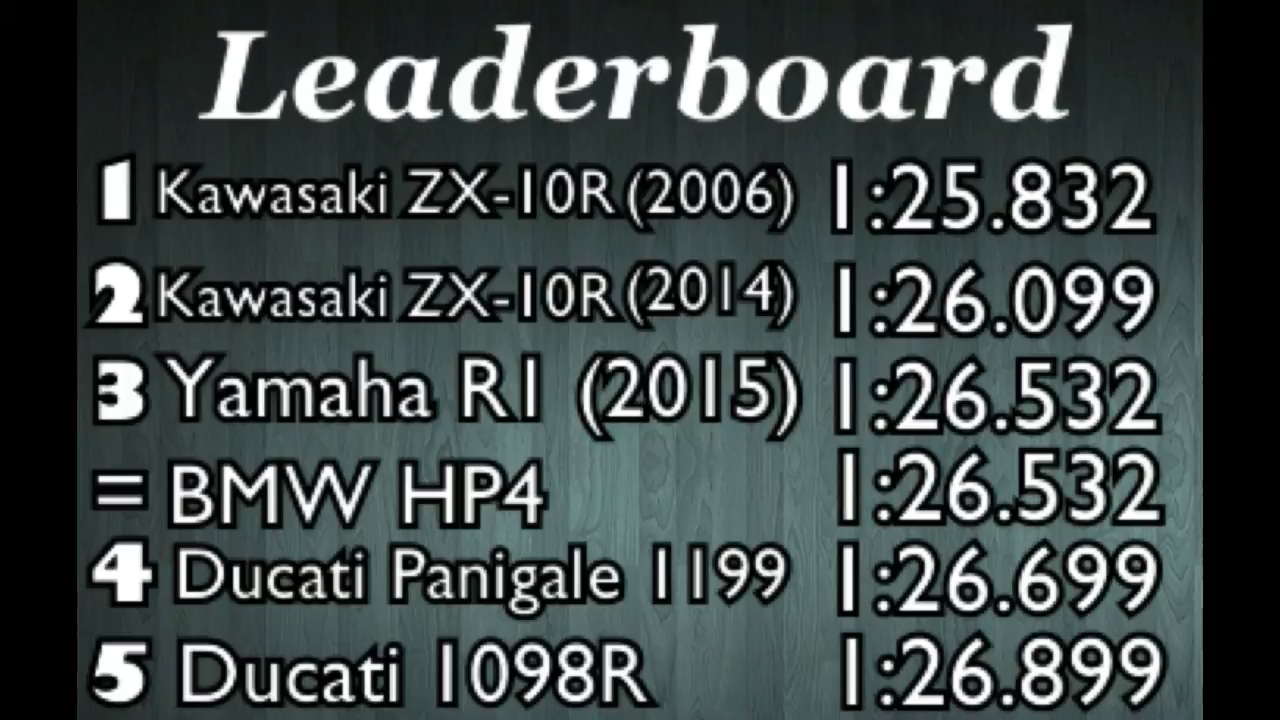 Leaderboard
1 Kawasaki ZX-10R (2006) 1:25.832
2 Kawasaki ZX-10R (2014) 1:26.099
3 Yamaha R1 (2015) 1:26.532
= BMW HP4 1:26.532
4 Ducati Panigale 1199 1:26.699
5 Ducati 1098R 1:26.899